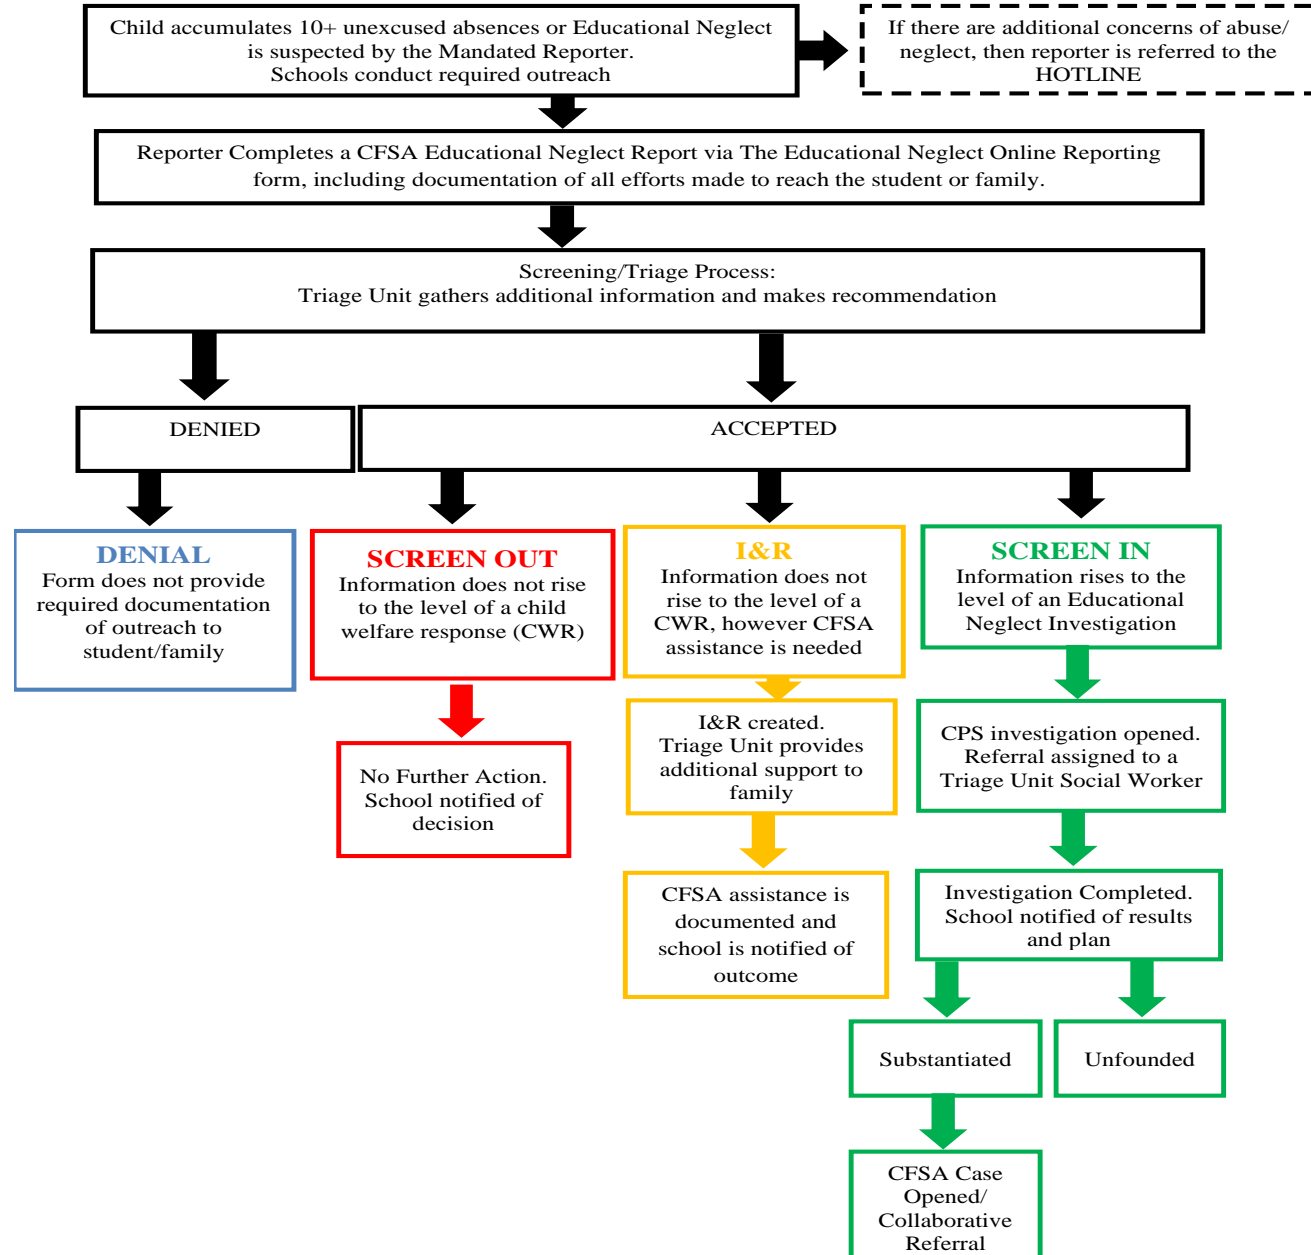 Child accumulates 10+ unexcused absences or Educational Neglect
is suspected by the Mandated Reporter.
Schools conduct required outreach
If there are additional concerns of abuse/
neglect, then reporter is referred to the
HOTLINE
Reporter Completes a CFSA Educational Neglect Report via The Educational Neglect Online Reporting
form, including documentation of all efforts made to reach the student or family.
Screening/Triage Process:
Triage Unit gathers additional information and makes recommendation
DENIED
ACCEPTED
DENIAL
Form does not provide
required documentation
of outreach to
student/family
SCREEN OUT
Information does not rise
to the level of a child
welfare response (CWR)
I&R
Information does not
rise to the level of a
CWR, however CFSA
assistance is needed
SCREEN IN
Information rises to the
level of an Educational
Neglect Investigation
No Further Action.
School notified of
decision
I&R created.
Triage Unit provides
additional support to
family
CPS investigation opened.
Referral assigned to a
Triage Unit Social Worker
CFSA assistance is
documented and
school is notified of
outcome
Investigation Completed.
School notified of results
and plan
Substantiated
Unfounded
CFSA Case
Opened/
Collaborative
Referral